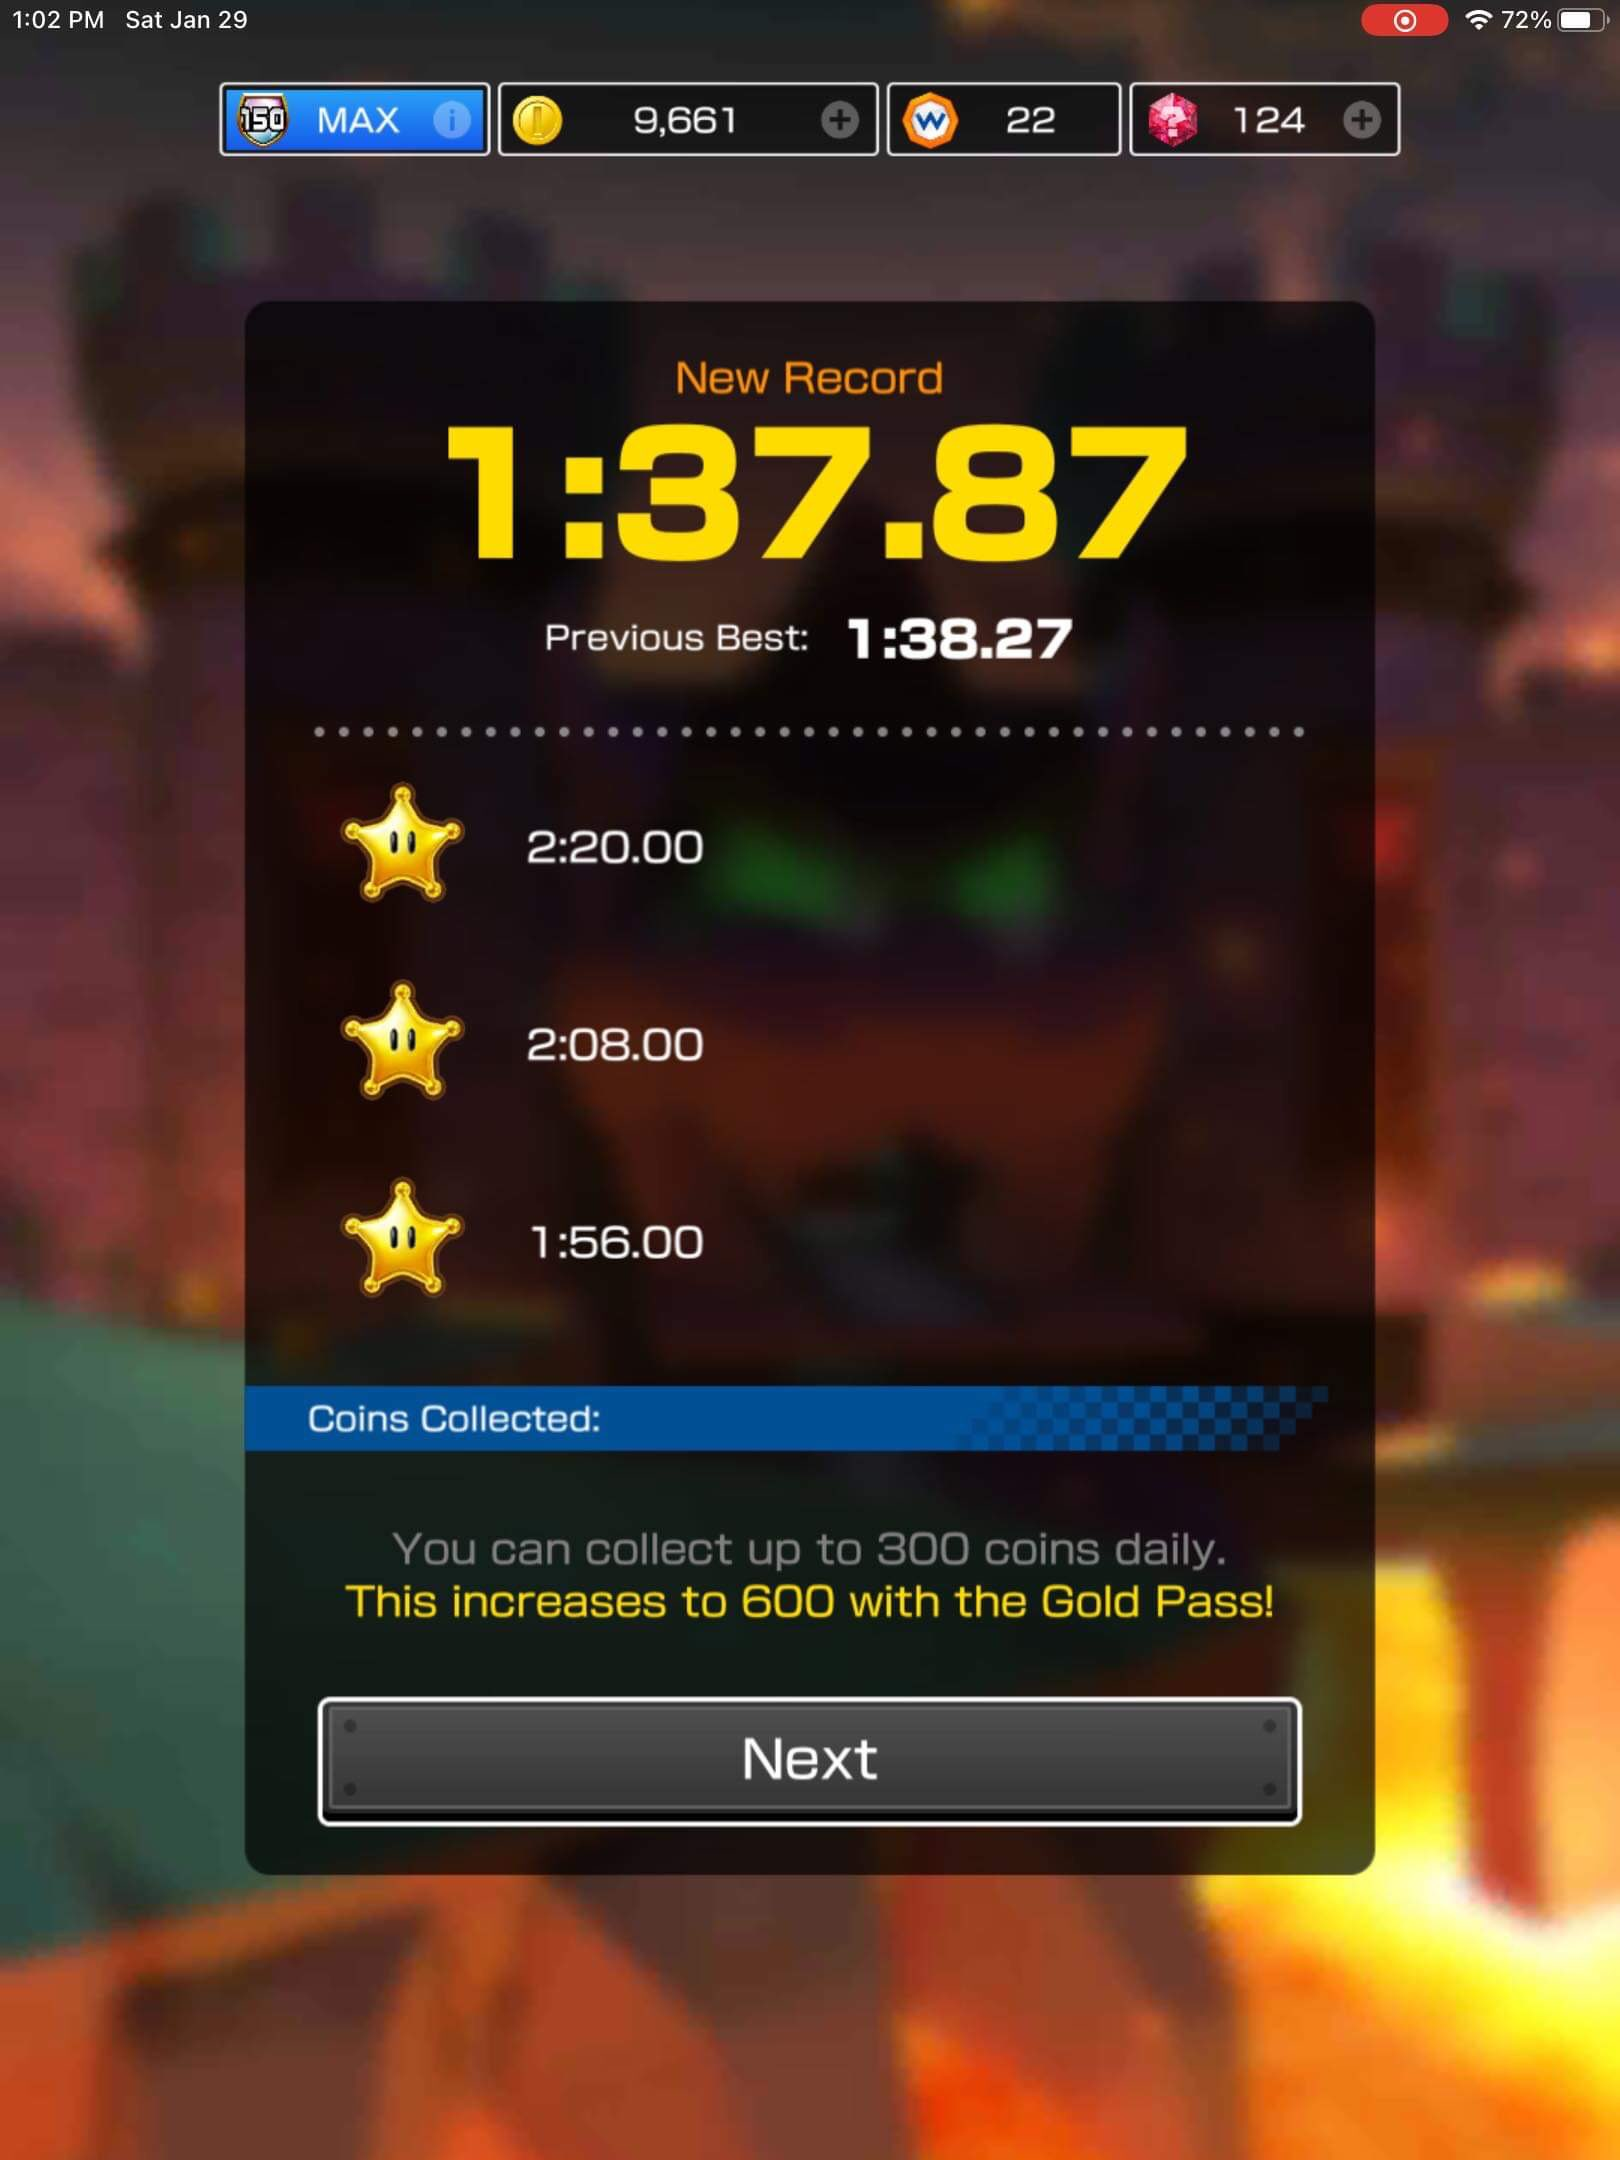 1:02 PM Sat Jan 29 72%
150 MAX i 9,661 + W 22 ? 124 +
New Record
1:37.87
Previous Best: 1:38.27
2:20.00
2:08.00
1:56.00
Coins Collected:
You can collect up to 300 coins daily.
This increases to 600 with the Gold Pass!
Next